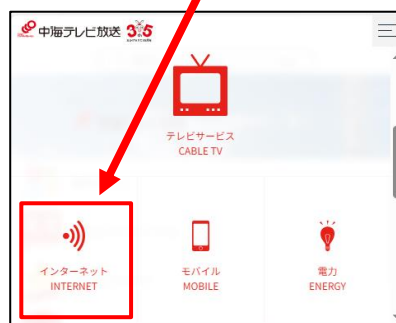 中海テレビ放送 35
テレビサービス
CABLE TV
インターネット
INTERNET
モバイル
MOBILE
電力
ENERGY